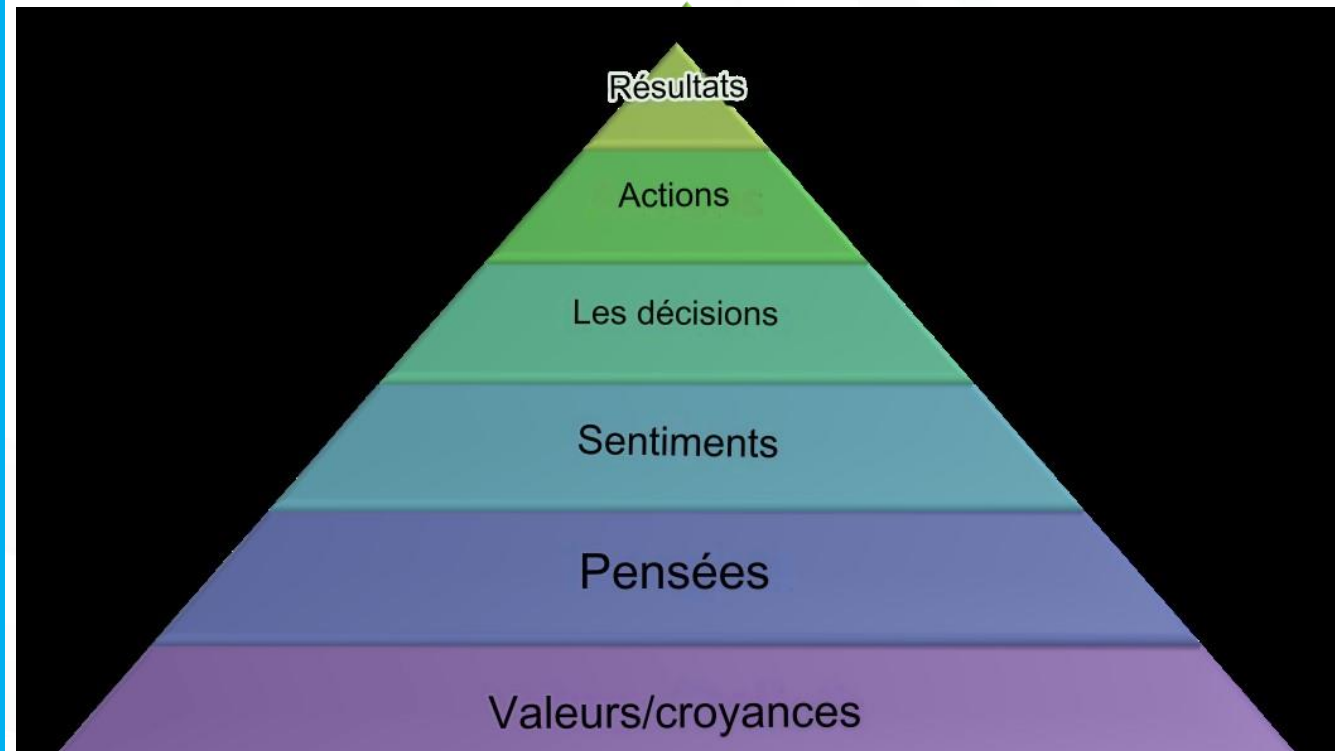 Résultats
Actions
Les décisions
Sentiments
Pensées
Valeurs/croyances